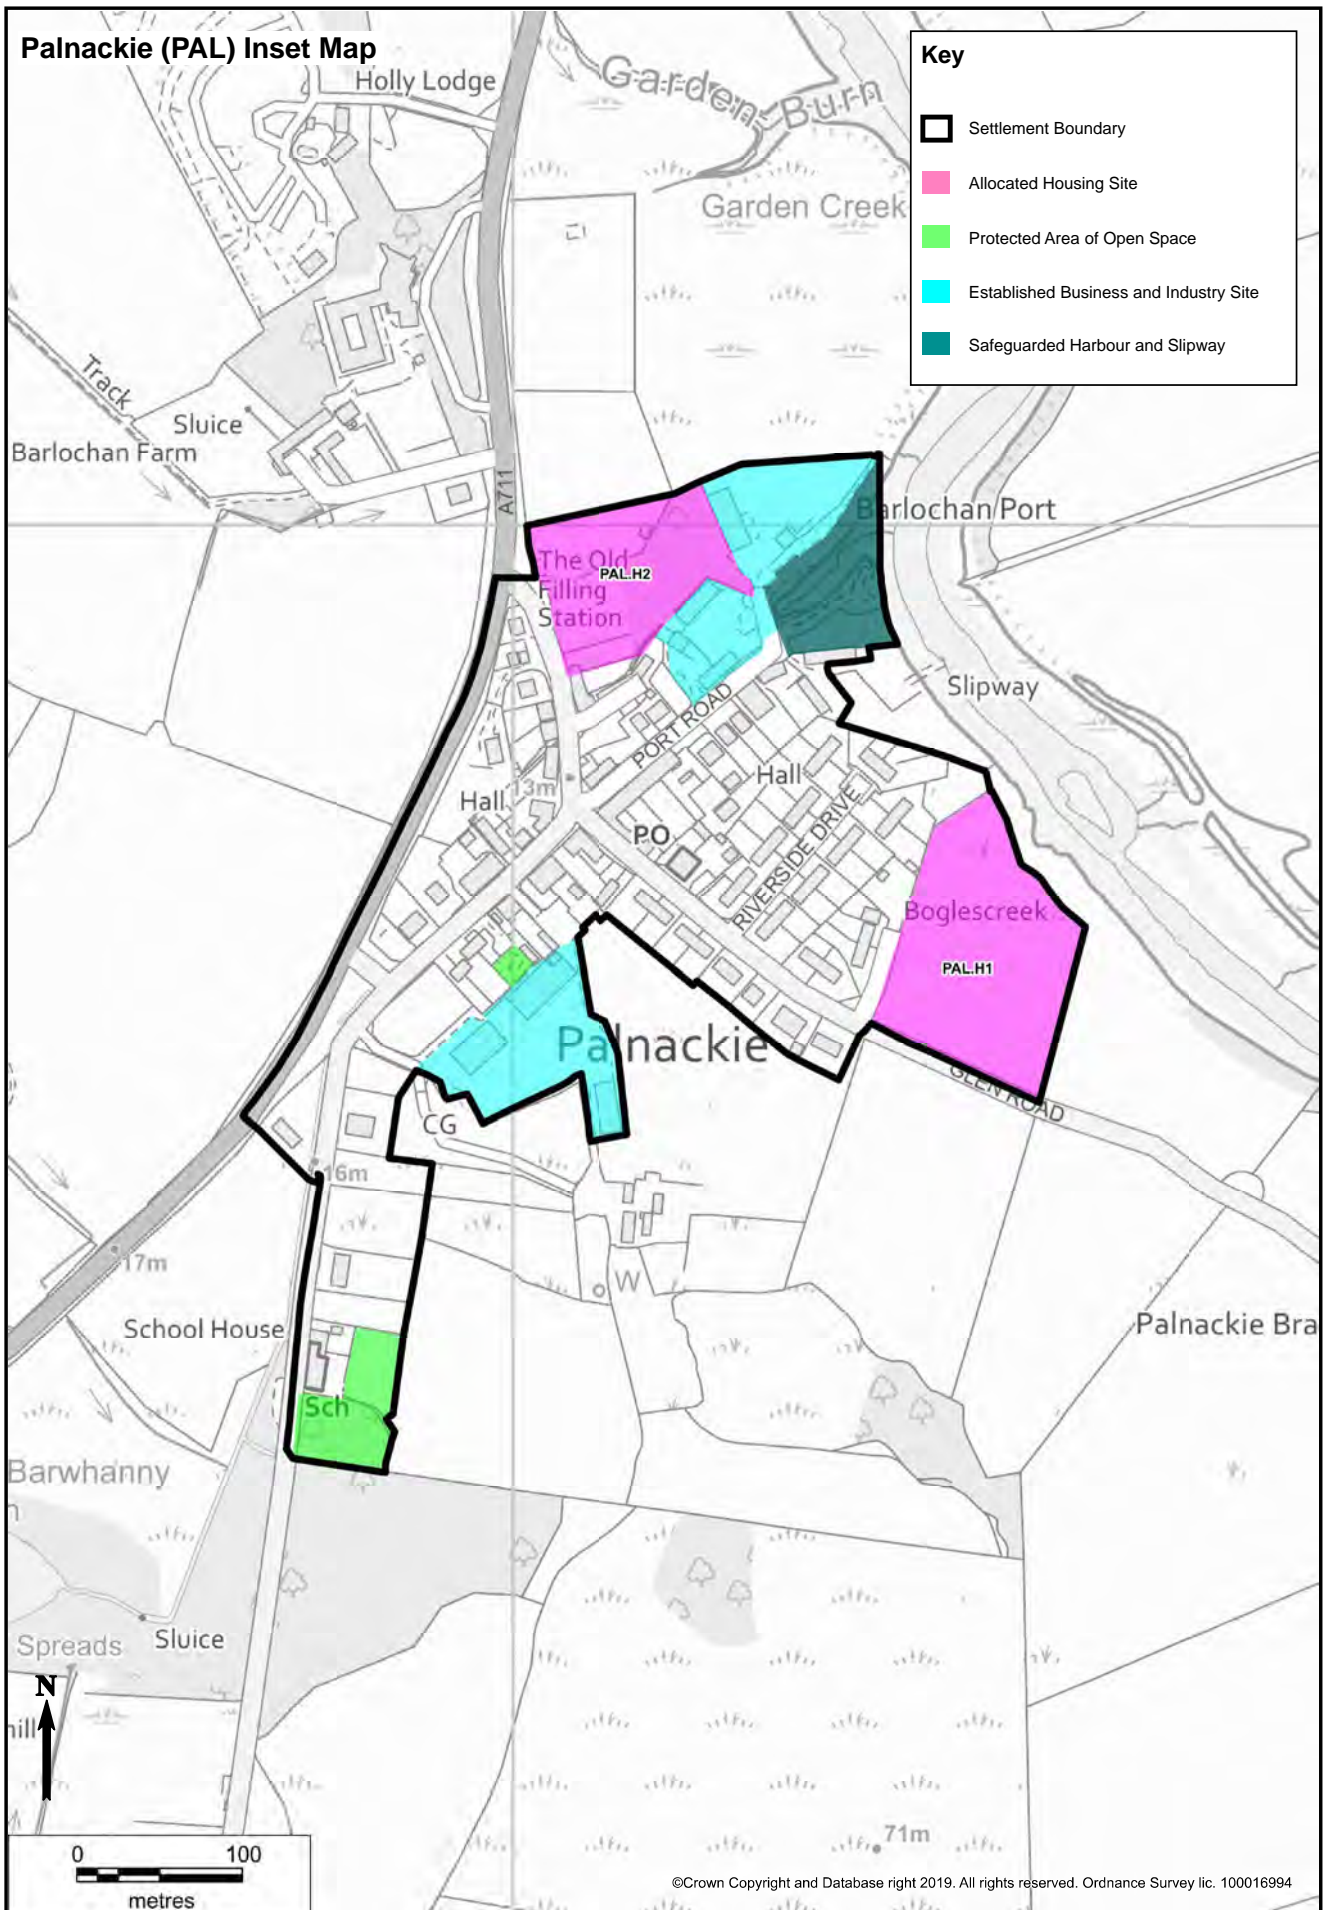 Palnackie (PAL) Inset Map
Key
Settlement Boundary
Allocated Housing Site
Protected Area of Open Space
Established Business and Industry Site
Safeguarded Harbour and Slipway
Holly Lodge
Garden Burn
Garden Creek
Track
Sluice
Barlochan Farm
A711
Barlochan Port
The Old
Filling
Station
PAL.H2
Slipway
PORT ROAD
13m
Hall
Hall
PO
RIVERSIDE DRIVE
Boglescreek
PAL.H1
Palnackie
GLEN ROAD
CG
16m
17m
W
School House
Palnackie Bra
Sch
Barwhanny
Spreads
Sluice
N
71m
0 100
metres
©Crown Copyright and Database right 2019. All rights reserved. Ordnance Survey lic. 100016994